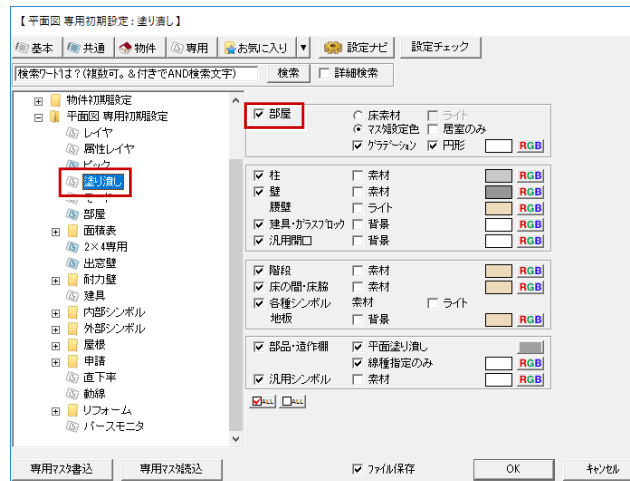 【 平面図 専用初期設定 : 塗り潰し 】
基本 共通 物件 専用 お気に入り ▼ 設定ナビ 設定チェック
検索ワードは？(複数可。&付きでAND検索文字) 検索 詳細検索
物件初期設定
平面図 専用初期設定
レイヤ
属性レイヤ
ピック
塗り潰し
モード
部屋
面積表
2×4専用
出窓壁
耐力壁
建具
内部シンボル
外部シンボル
屋根
申請
直下率
動線
リフォーム
パースモニタ
部屋 床素材 ライト
マスタ設定色 居室のみ
グラデーション 円形 RGB
柱 素材 RGB
壁 素材 RGB
腰壁 ライト RGB
建具・ガラスブロック 背景 RGB
汎用開口 背景 RGB
階段 素材 RGB
床の間・床脇 素材 RGB
各種シンボル 素材 ライト
地板 背景 RGB
部品・造作棚 平面塗り潰し
線種指定のみ RGB
汎用シンボル 素材 RGB
ALL ALL
専用マスタ書込 専用マスタ読込 ファイル保存 OK キャンセル